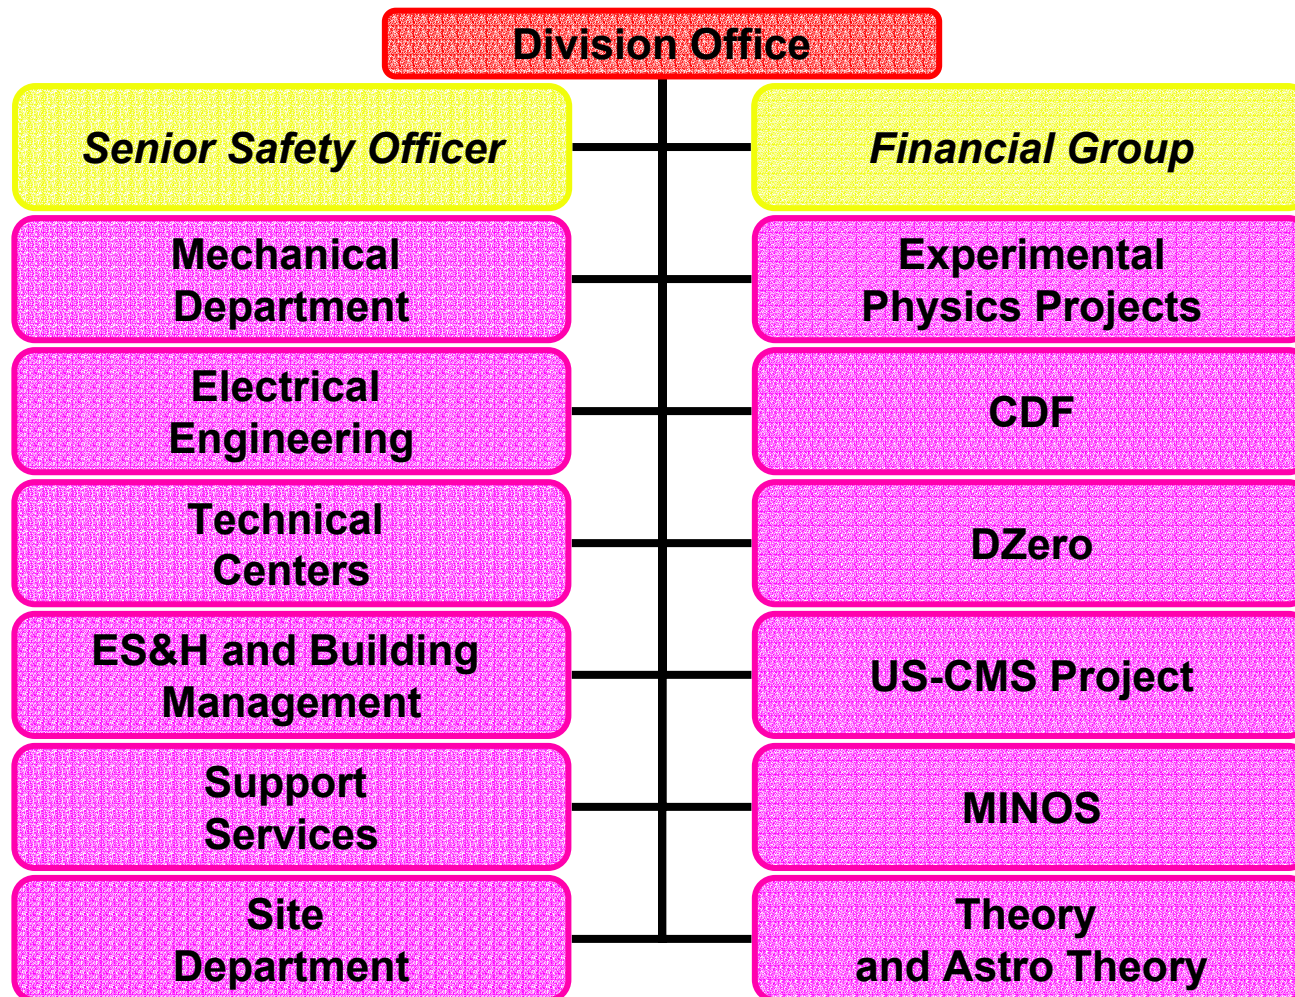 Division Office
Senior Safety Officer
Financial Group
Mechanical
Department
Experimental
Physics Projects
Electrical
Engineering
CDF
Technical
Centers
DZero
ES&H and Building
Management
US-CMS Project
Support
Services
MINOS
Site
Department
Theory
and Astro Theory